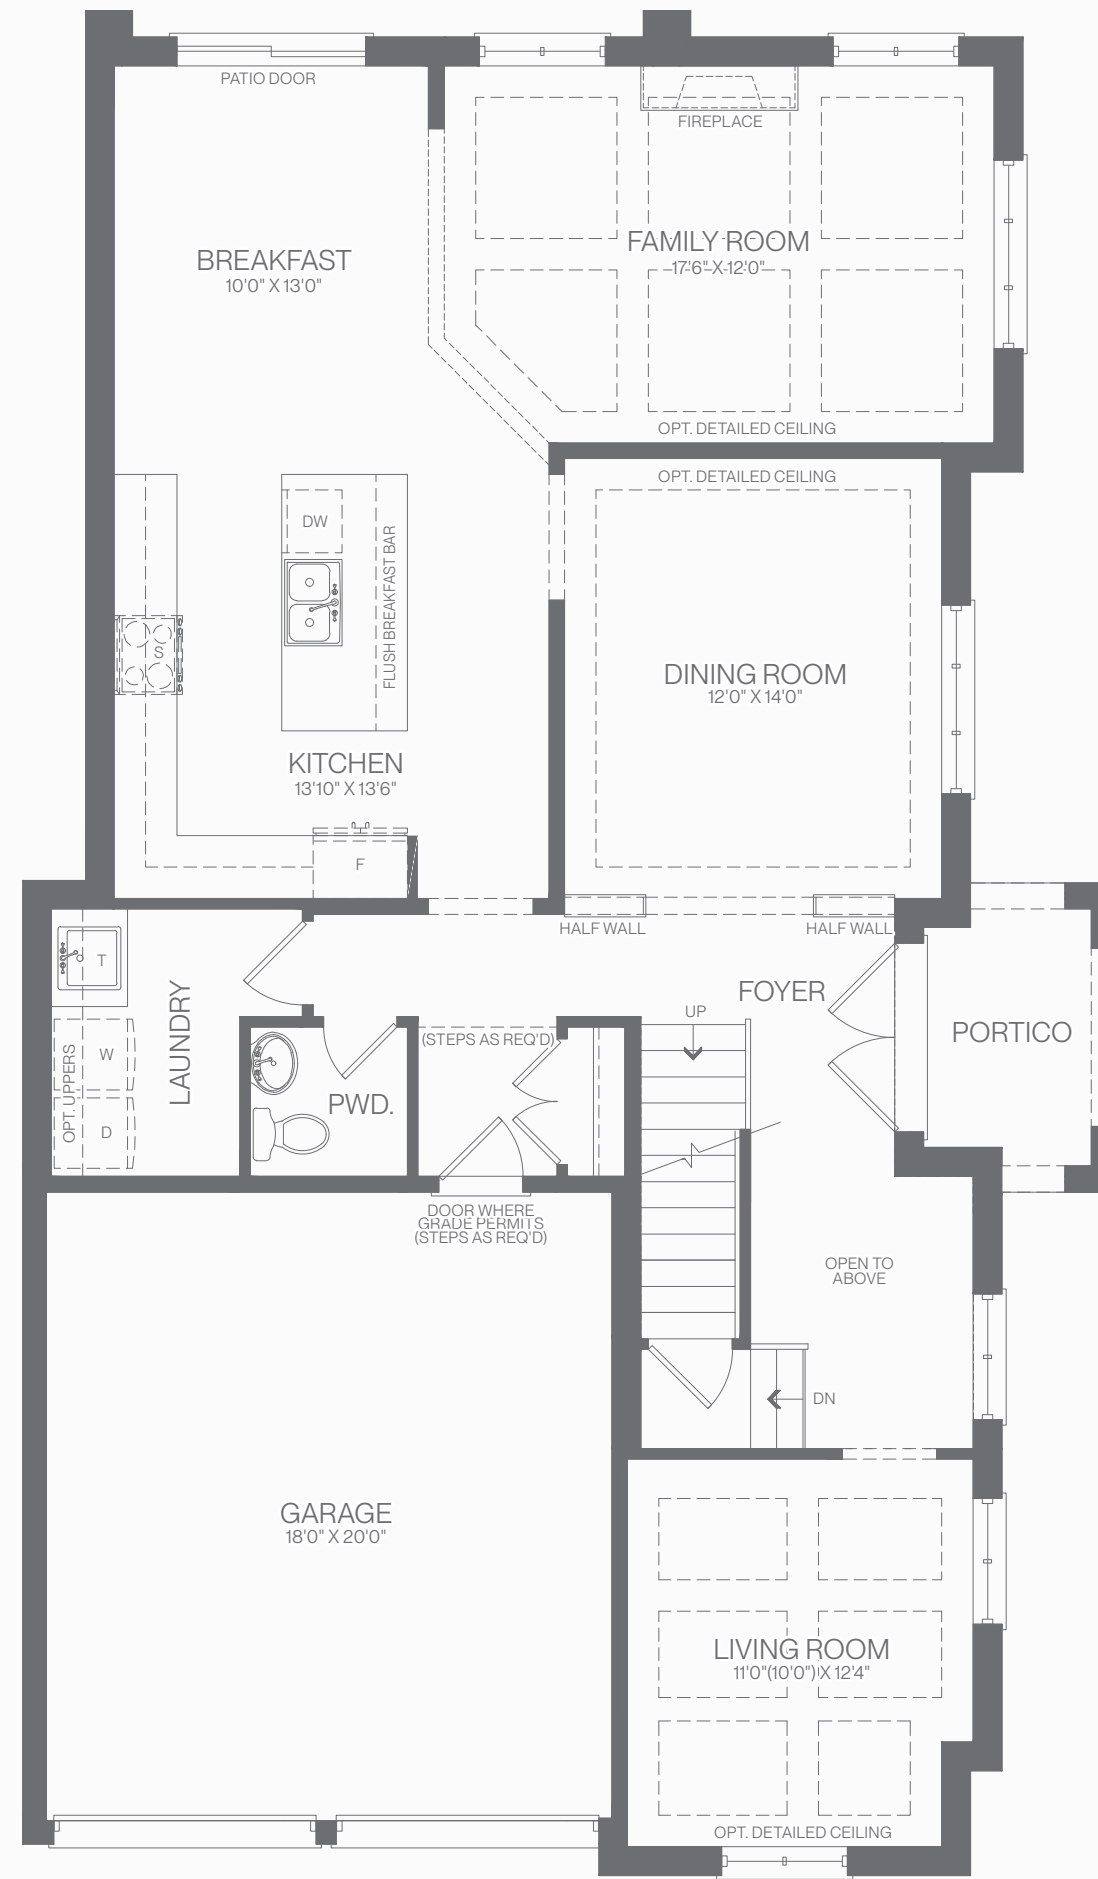 PATIO DOOR
FIREPLACE
FAMILY ROOM
17'6" X 12'0"
BREAKFAST
10'0" X 13'0"
OPT. DETAILED CEILING
OPT. DETAILED CEILING
DW
FLUSH BREAKFAST BAR
S
DINING ROOM
12'0" X 14'0"
KITCHEN
13'10" X 13'6"
F
HALF WALL
HALF WALL
T
LAUNDRY
FOYER
UP
PORTICO
(STEPS AS REQ'D)
OPT. UPPERS
W
D
PWD.
DOOR WHERE
GRADE PERMITS
(STEPS AS REQ'D)
OPEN TO
ABOVE
DN
GARAGE
18'0" X 20'0"
LIVING ROOM
11'0"(10'0") X 12'4"
OPT. DETAILED CEILING